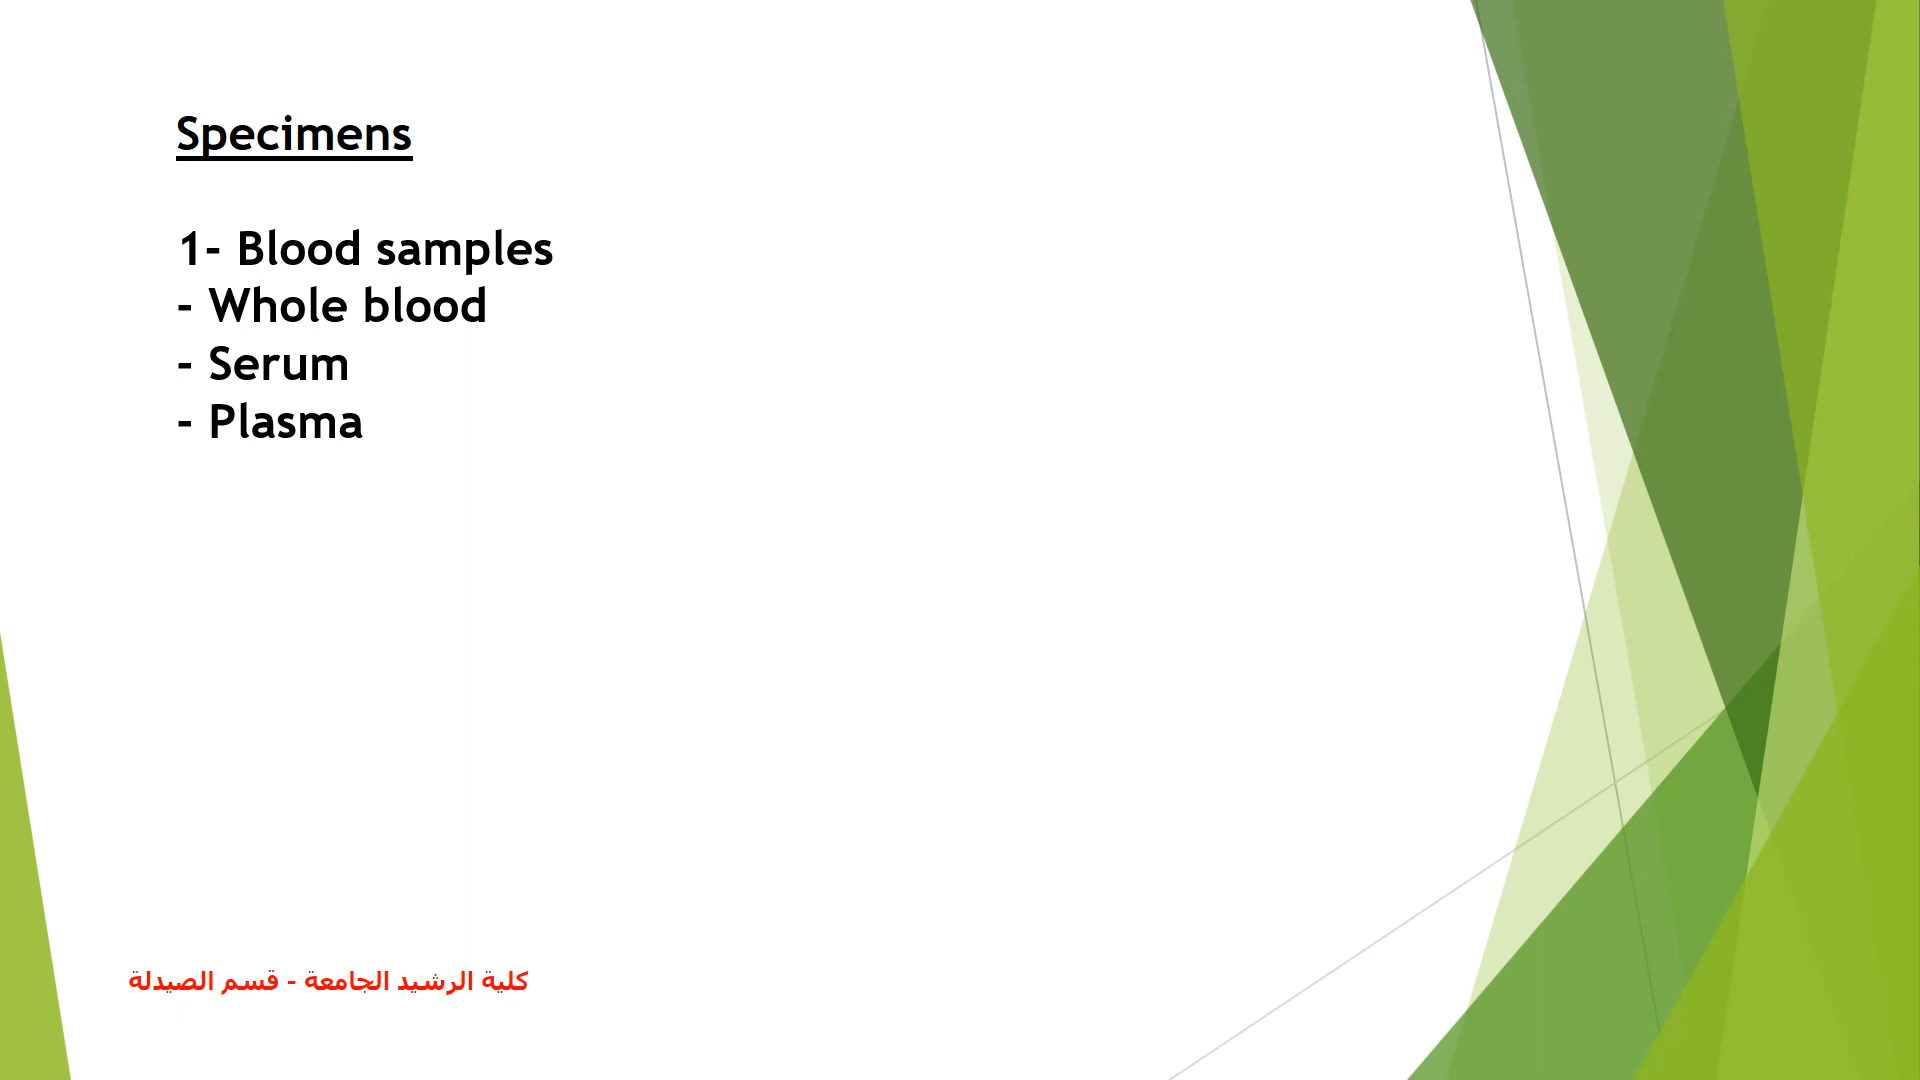 Specimens
1- Blood samples
- Whole blood
- Serum
- Plasma
كلية الرشيد الجامعة - قسم الصيدلة